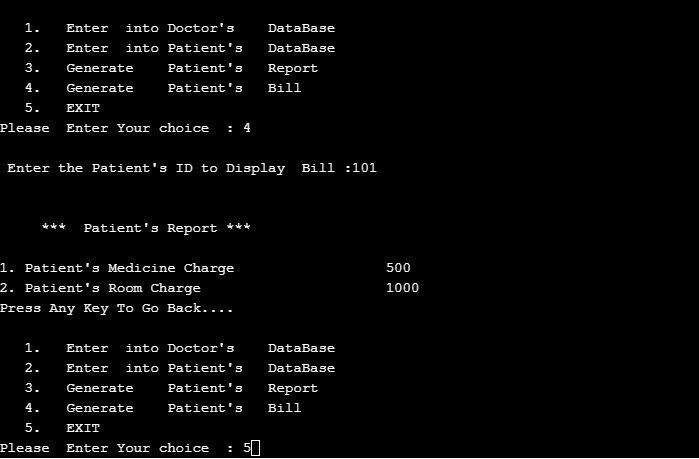 1. Enter into Doctor's DataBase
2. Enter into Patient's DataBase
3. Generate Patient's Report
4. Generate Patient's Bill
5. EXIT
Please Enter Your choice : 4
Enter the Patient's ID to Display Bill :101
*** Patient's Report ***
1. Patient's Medicine Charge 500
2. Patient's Room Charge 1000
Press Any Key To Go Back....
1. Enter into Doctor's DataBase
2. Enter into Patient's DataBase
3. Generate Patient's Report
4. Generate Patient's Bill
5. EXIT
Please Enter Your choice : 5